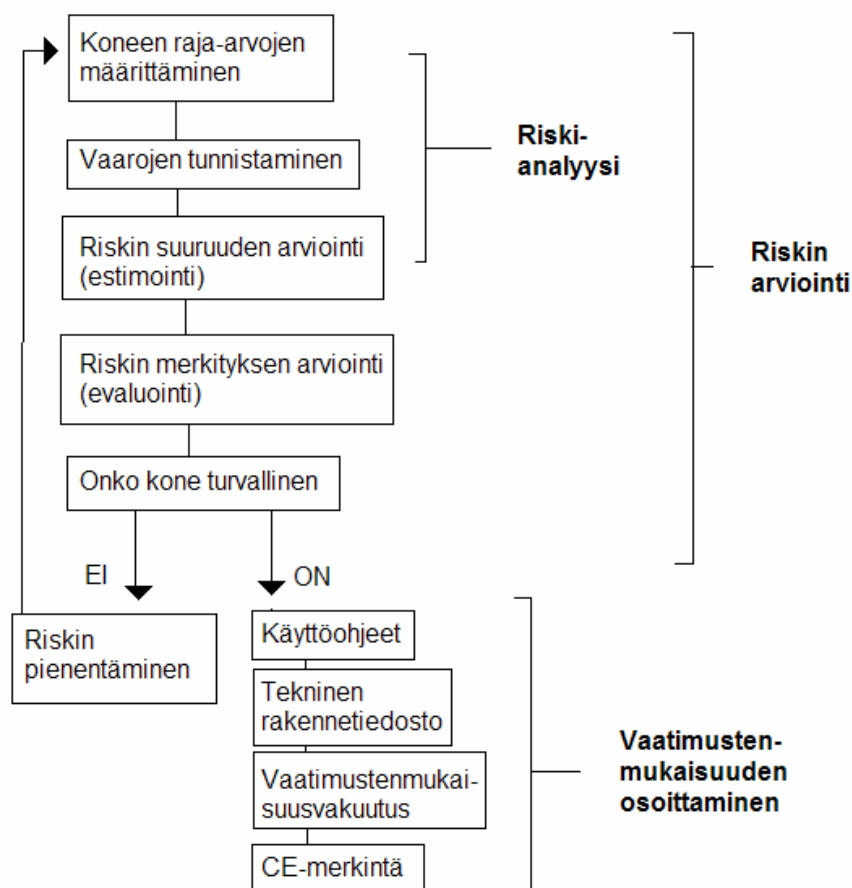 Koneen raja-arvojen
määrittäminen
Vaarojen tunnistaminen
Riski-
analyysi
Riskin suuruuden arviointi
(estimointi)
Riskin
arviointi
Riskin merkityksen arviointi
(evaluointi)
Onko kone turvallinen
EI
ON
Riskin
pienentäminen
Käyttöohjeet
Tekninen
rakennetiedosto
Vaatimustenmukai-
suusvakuutus
CE-merkintä
Vaatimusten-
mukaisuuden
osoittaminen